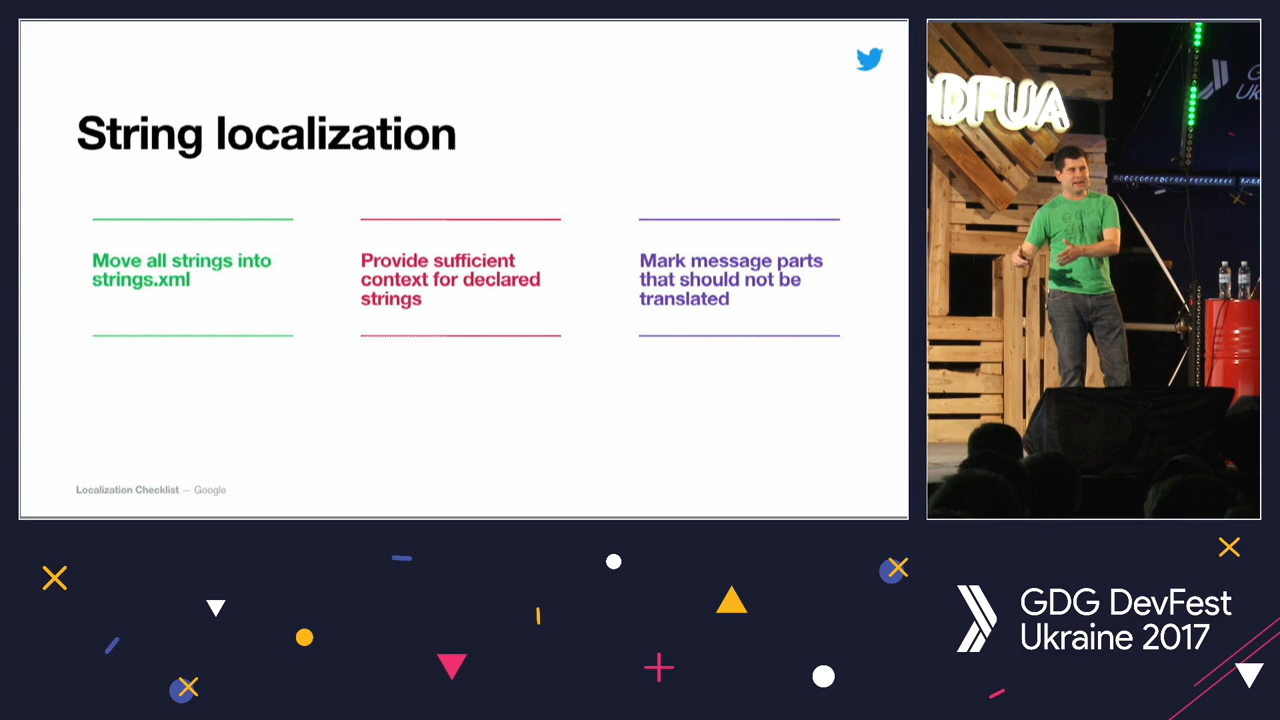 String localization
Move all strings into
strings.xml
Provide sufficient
context for declared
strings
Mark message parts
that should not be
translated
Localization Checklist — Google
DFUA
GDG DevFest
Ukraine 2017